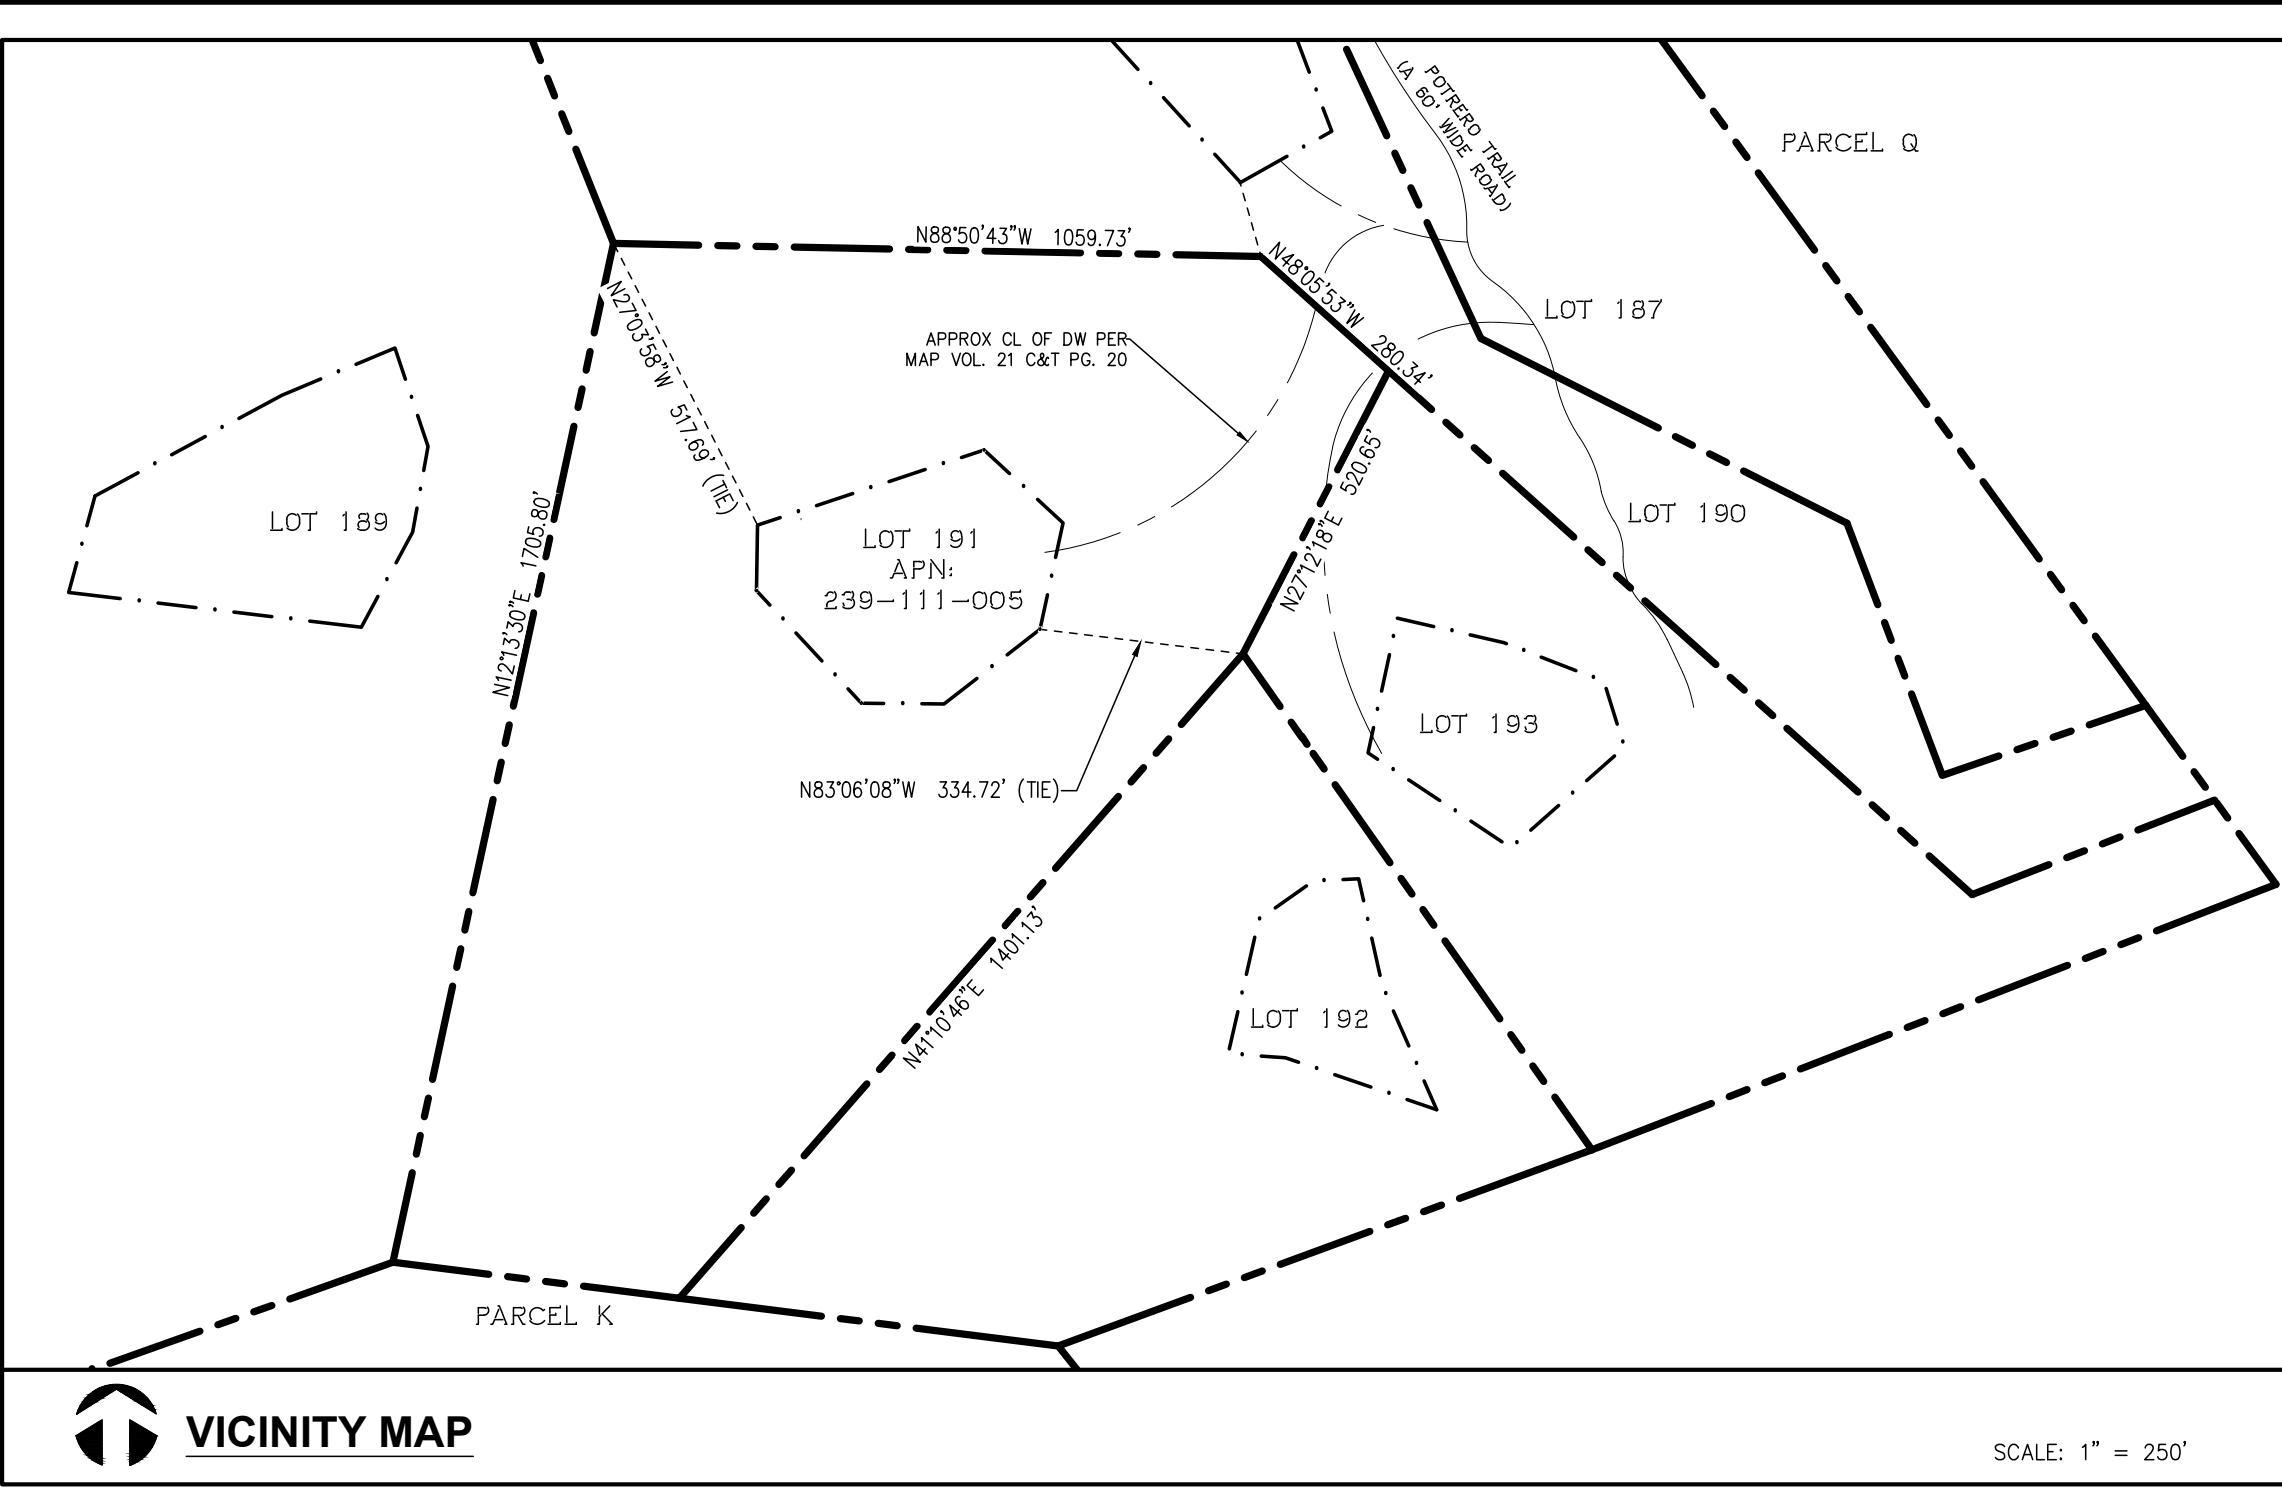 POTRERO TRAIL
(A 60' WIDE ROAD)
PARCEL Q
N88°50'43"W 1059.73'
N48°05'53"W 280.34'
N27°03'58"W 517.69' (TIE)
LOT 187
APPROX CL OF DW PER
MAP VOL. 21 C&T PG. 20
LOT 189
N12°13'30"E 1705.80'
LOT 191
APN:
239-111-005
N27°12'18"E 520.65'
LOT 190
LOT 193
N83°06'08"W 334.72' (TIE)
N41°10'46"E 1401.13'
LOT 192
PARCEL K
VICINITY MAP
SCALE: 1" = 250'